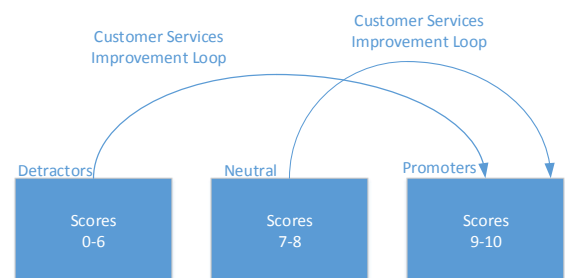 Customer Services
Improvement Loop
Customer Services
Improvement Loop
Detractors
Neutral
Promoters
Scores
0-6
Scores
7-8
Scores
9-10